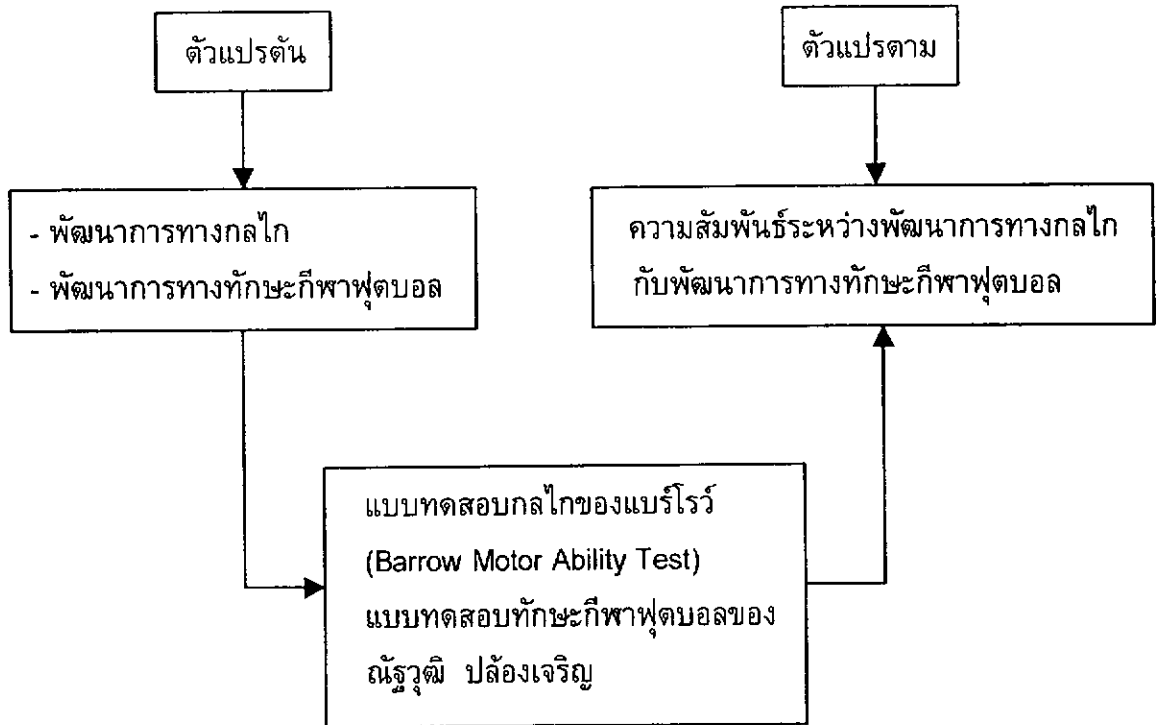 ตัวแปรต้น
ตัวแปรตาม
- พัฒนาการทางกลไก
- พัฒนาการทางทักษะกีฬาฟุตบอล
ความสัมพันธ์ระหว่างพัฒนาการทางกลไก
กับพัฒนาการทางทักษะกีฬาฟุตบอล
แบบทดสอบกลไกของแบร์โรว์
(Barrow Motor Ability Test)
แบบทดสอบทักษะกีฬาฟุตบอลของ
ณัฐวุฒิ ปล้องเจริญ